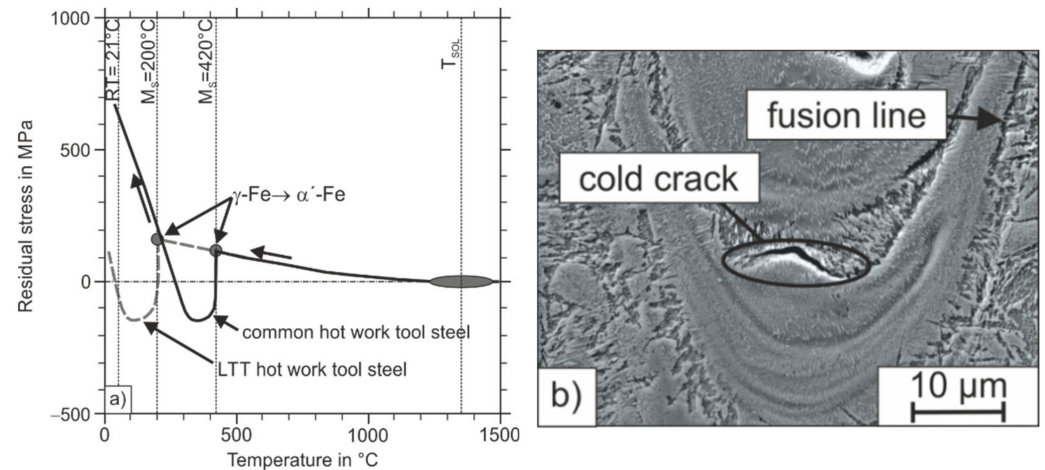 1000
500
0
−500
Residual stress in MPa
RT= 21°C
MS=200°C
MS=420°C
TSOL
γ-Fe→ α´-Fe
common hot work tool steel
LTT hot work tool steel
a)
0
500
1000
1500
Temperature in °C
fusion line
cold crack
b)
10 µm